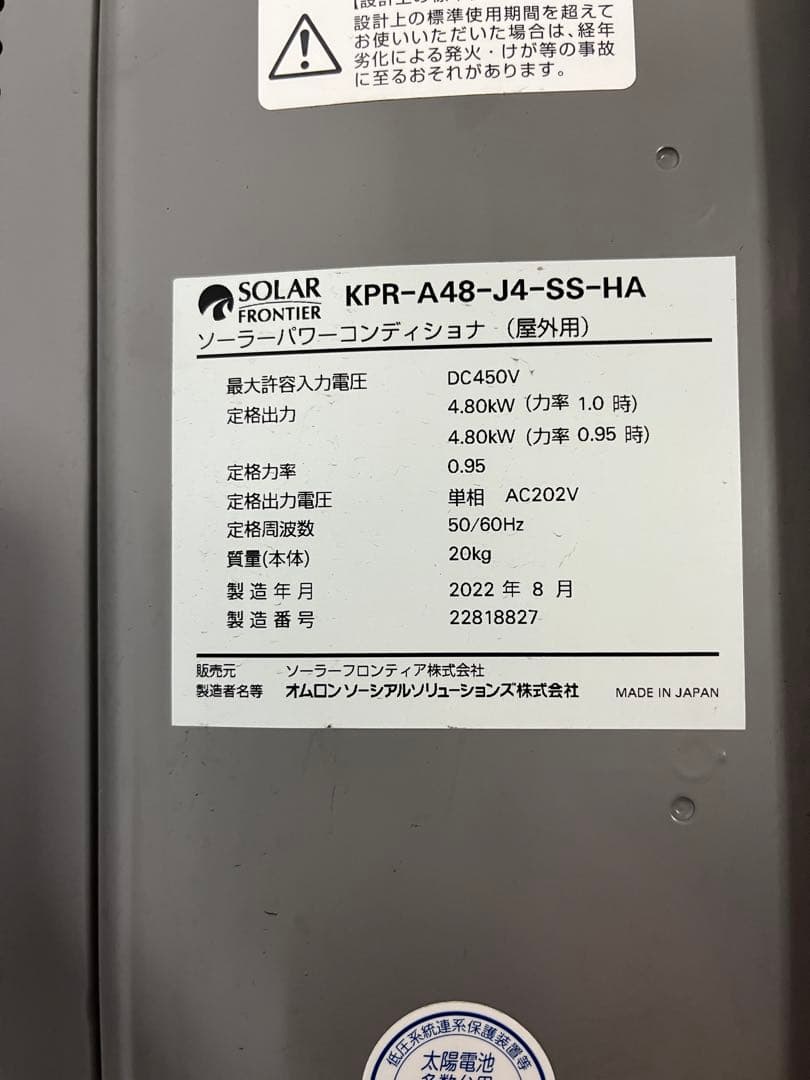 設計上の標準使用期間を超えて
お使いいただいた場合は、経年
劣化による発火・けが等の事故
に至るおそれがあります。
SOLAR FRONTIER KPR-A48-J4-SS-HA
ソーラーパワーコンディショナ (屋外用)
最大許容入力電圧 DC450V
定格出力 4.80kW (力率 1.0 時)
4.80kW (力率 0.95 時)
定格力率 0.95
定格出力電圧 単相 AC202V
定格周波数 50/60Hz
質量(本体) 20kg
製造年月 2022 年 8 月
製造番号 22818827
販売元 ソーラーフロンティア株式会社
製造者名等 オムロン ソーシアルソリューションズ株式会社 MADE IN JAPAN
低圧系統連系保護装置等
太陽電池